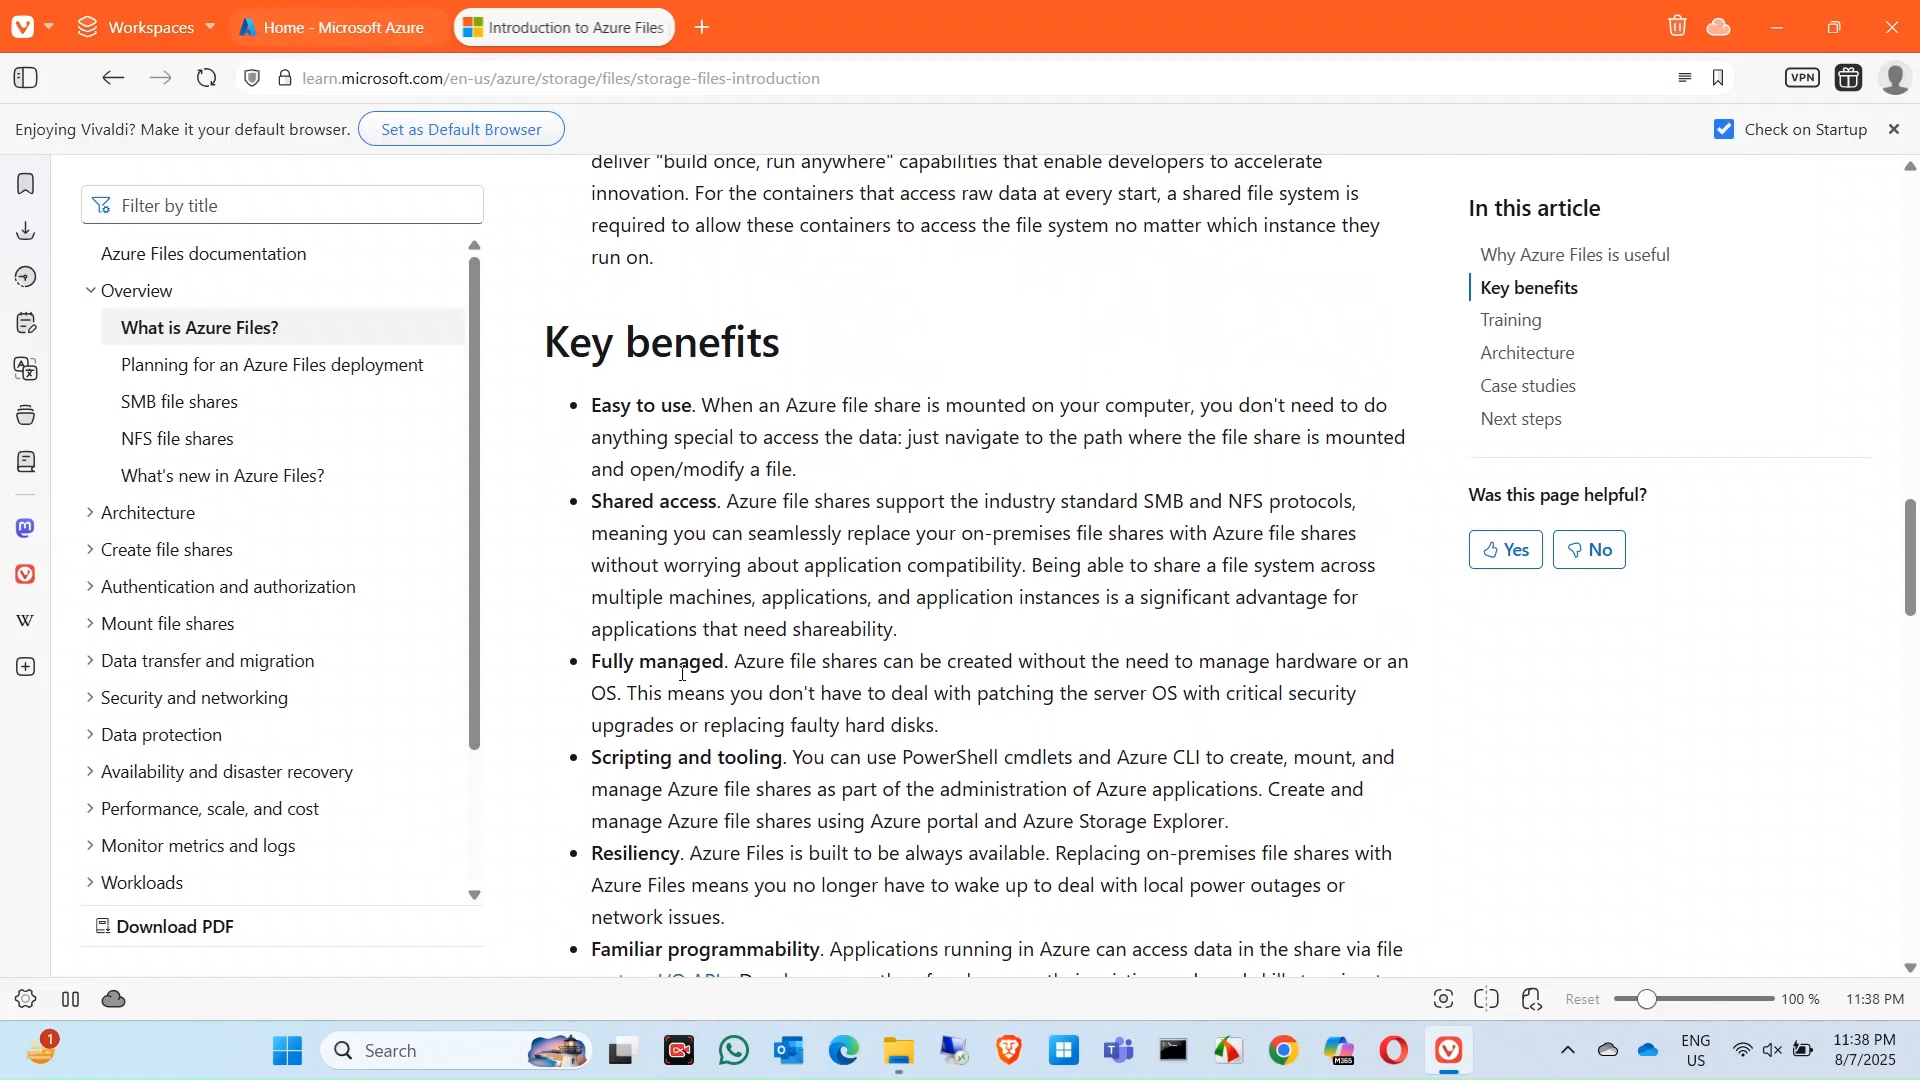 Workspaces
Home - Microsoft Azure
Introduction to Azure Files
learn.microsoft.com/en-us/azure/storage/files/storage-files-introduction
VPN
Enjoying Vivaldi? Make it your default browser.
Set as Default Browser
Check on Startup
Filter by title
Azure Files documentation
Overview
What is Azure Files?
Planning for an Azure Files deployment
SMB file shares
NFS file shares
What's new in Azure Files?
Architecture
Create file shares
Authentication and authorization
Mount file shares
Data transfer and migration
Security and networking
Data protection
Availability and disaster recovery
Performance, scale, and cost
Monitor metrics and logs
Workloads
Download PDF
deliver "build once, run anywhere" capabilities that enable developers to accelerate
innovation. For the containers that access raw data at every start, a shared file system is
required to allow these containers to access the file system no matter which instance they
run on.
Key benefits
Easy to use. When an Azure file share is mounted on your computer, you don't need to do
anything special to access the data: just navigate to the path where the file share is mounted
and open/modify a file.
Shared access. Azure file shares support the industry standard SMB and NFS protocols,
meaning you can seamlessly replace your on-premises file shares with Azure file shares
without worrying about application compatibility. Being able to share a file system across
multiple machines, applications, and application instances is a significant advantage for
applications that need shareability.
Fully managed. Azure file shares can be created without the need to manage hardware or an
OS. This means you don't have to deal with patching the server OS with critical security
upgrades or replacing faulty hard disks.
Scripting and tooling. You can use PowerShell cmdlets and Azure CLI to create, mount, and
manage Azure file shares as part of the administration of Azure applications. Create and
manage Azure file shares using Azure portal and Azure Storage Explorer.
Resiliency. Azure Files is built to be always available. Replacing on-premises file shares with
Azure Files means you no longer have to wake up to deal with local power outages or
network issues.
Familiar programmability. Applications running in Azure can access data in the share via file
In this article
Why Azure Files is useful
Key benefits
Training
Architecture
Case studies
Next steps
Was this page helpful?
Yes
No
Reset
100 %
11:38 PM
1
Search
M365
ENG
US
11:38 PM
8/7/2025